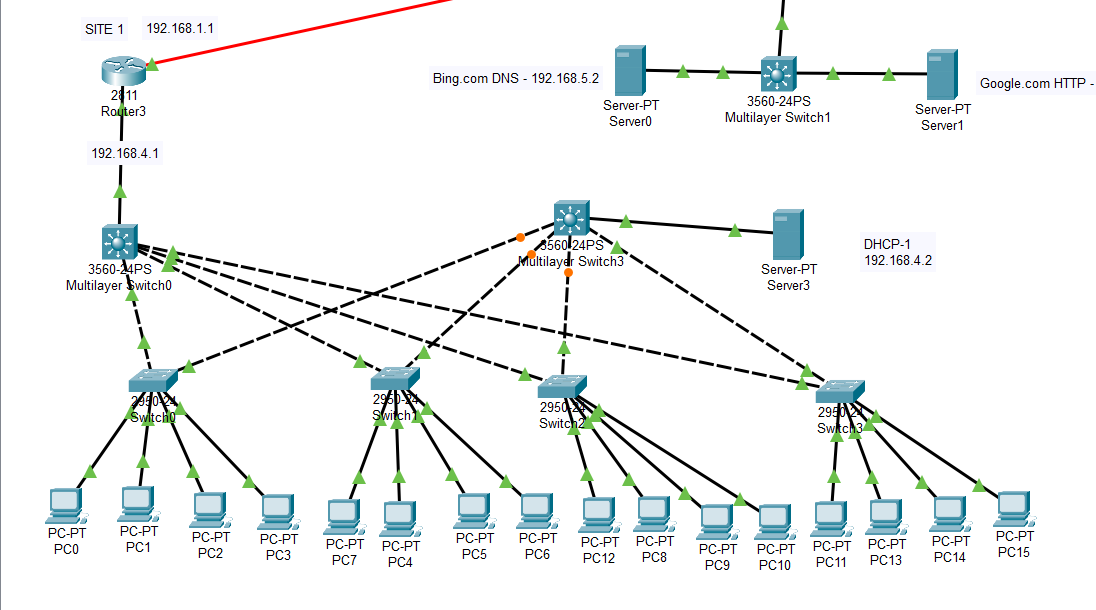 SITE 1
192.168.1.1
2811
Router3
192.168.4.1
Bing.com DNS - 192.168.5.2
Server-PT
Server0
3560-24PS
Multilayer Switch1
Server-PT
Server1
Google.com HTTP -
3560-24PS
Multilayer Switch0
3560-24PS
Multilayer Switch3
Server-PT
Server3
DHCP-1
192.168.4.2
2950-24
Switch0
2950-24
Switch1
2950-24
Switch2
2950-24
Switch3
PC-PT
PC0
PC-PT
PC1
PC-PT
PC2
PC-PT
PC3
PC-PT
PC7
PC-PT
PC4
PC-PT
PC5
PC-PT
PC6
PC-PT
PC12
PC-PT
PC8
PC-PT
PC9
PC-PT
PC10
PC-PT
PC11
PC-PT
PC13
PC-PT
PC14
PC-PT
PC15